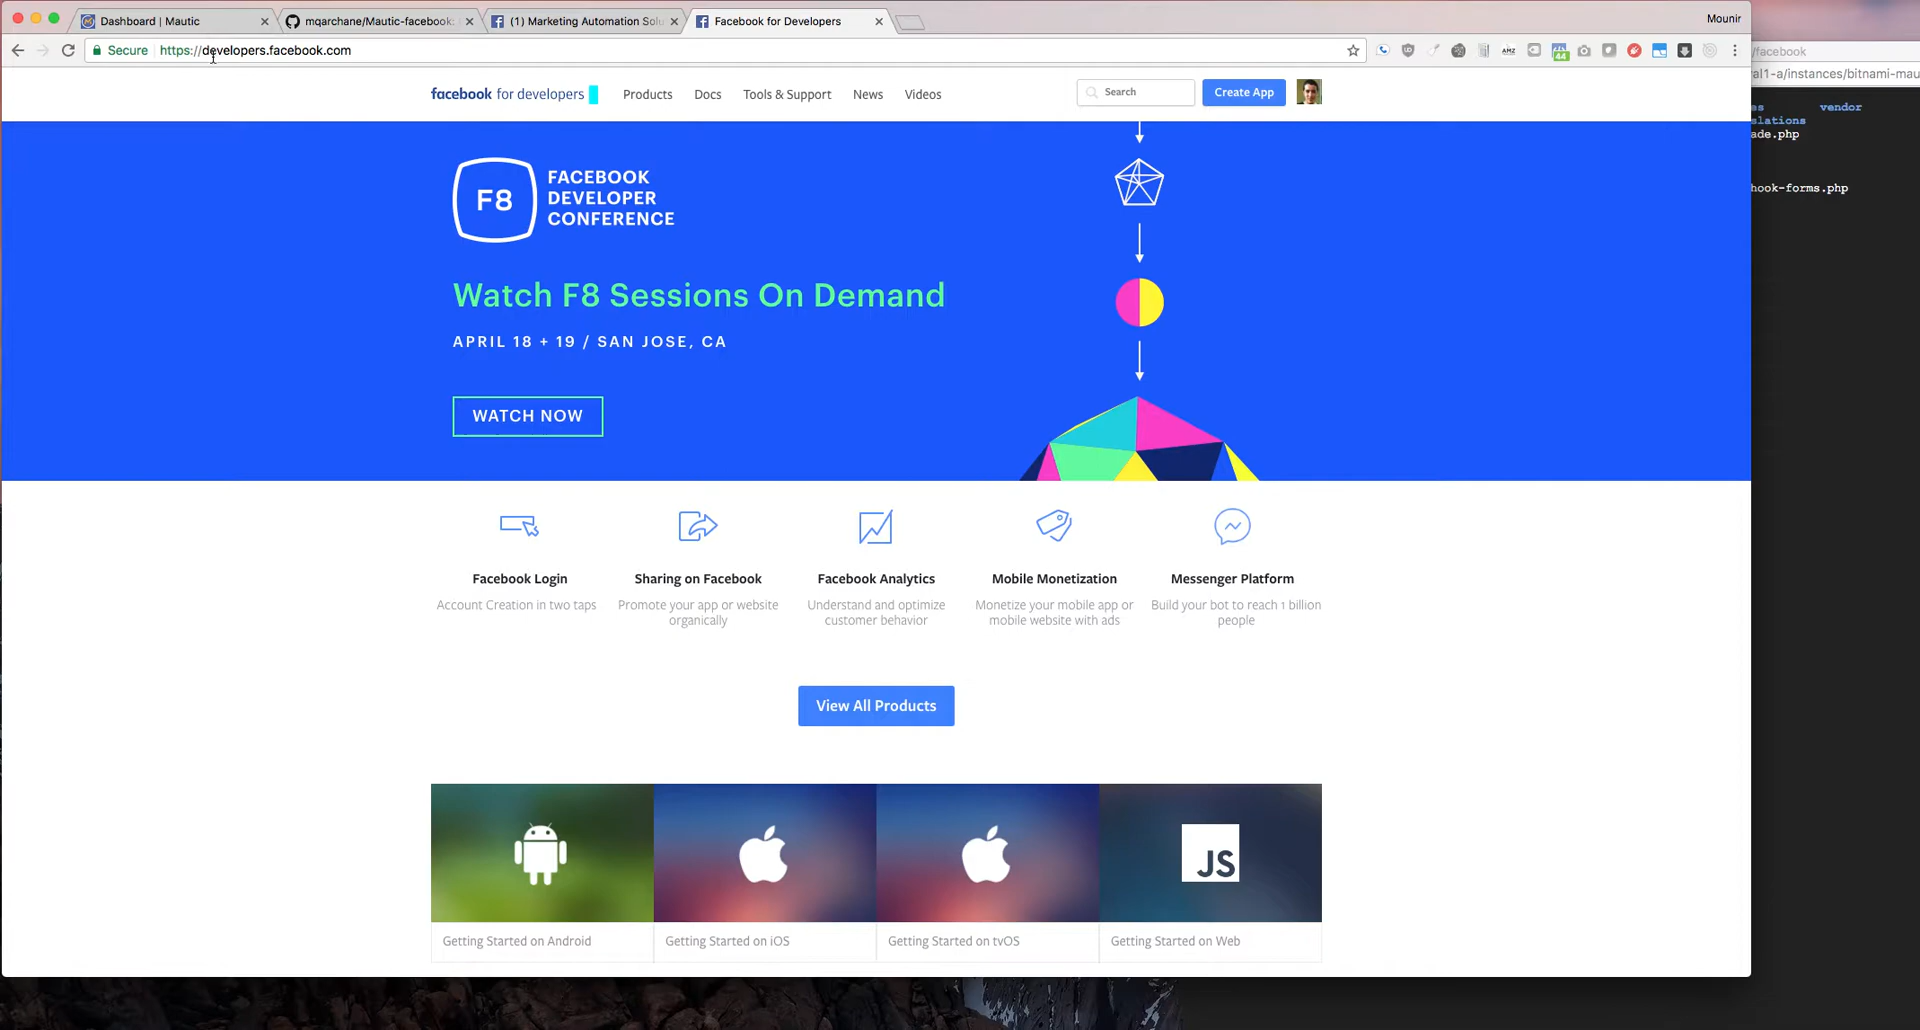 Dashboard | Mautic
mqarchane/Mautic-facebook:
(1) Marketing Automation Solu
Facebook for Developers
Mounir
Secure
https://developers.facebook.com
AMZ
44
/facebook
ral1-a/instances/bitnami-mau
es vendor
slations
ade.php
hook-forms.php
facebook for developers
Products
Docs
Tools & Support
News
Videos
Search
Create App
F8
FACEBOOK
DEVELOPER
CONFERENCE
Watch F8 Sessions On Demand
APRIL 18 + 19 / SAN JOSE, CA
WATCH NOW
Facebook Login
Account Creation in two taps
Sharing on Facebook
Promote your app or website
organically
Facebook Analytics
Understand and optimize
customer behavior
Mobile Monetization
Monetize your mobile app or
mobile website with ads
Messenger Platform
Build your bot to reach 1 billion
people
View All Products
JS
Getting Started on Android
Getting Started on iOS
Getting Started on tvOS
Getting Started on Web